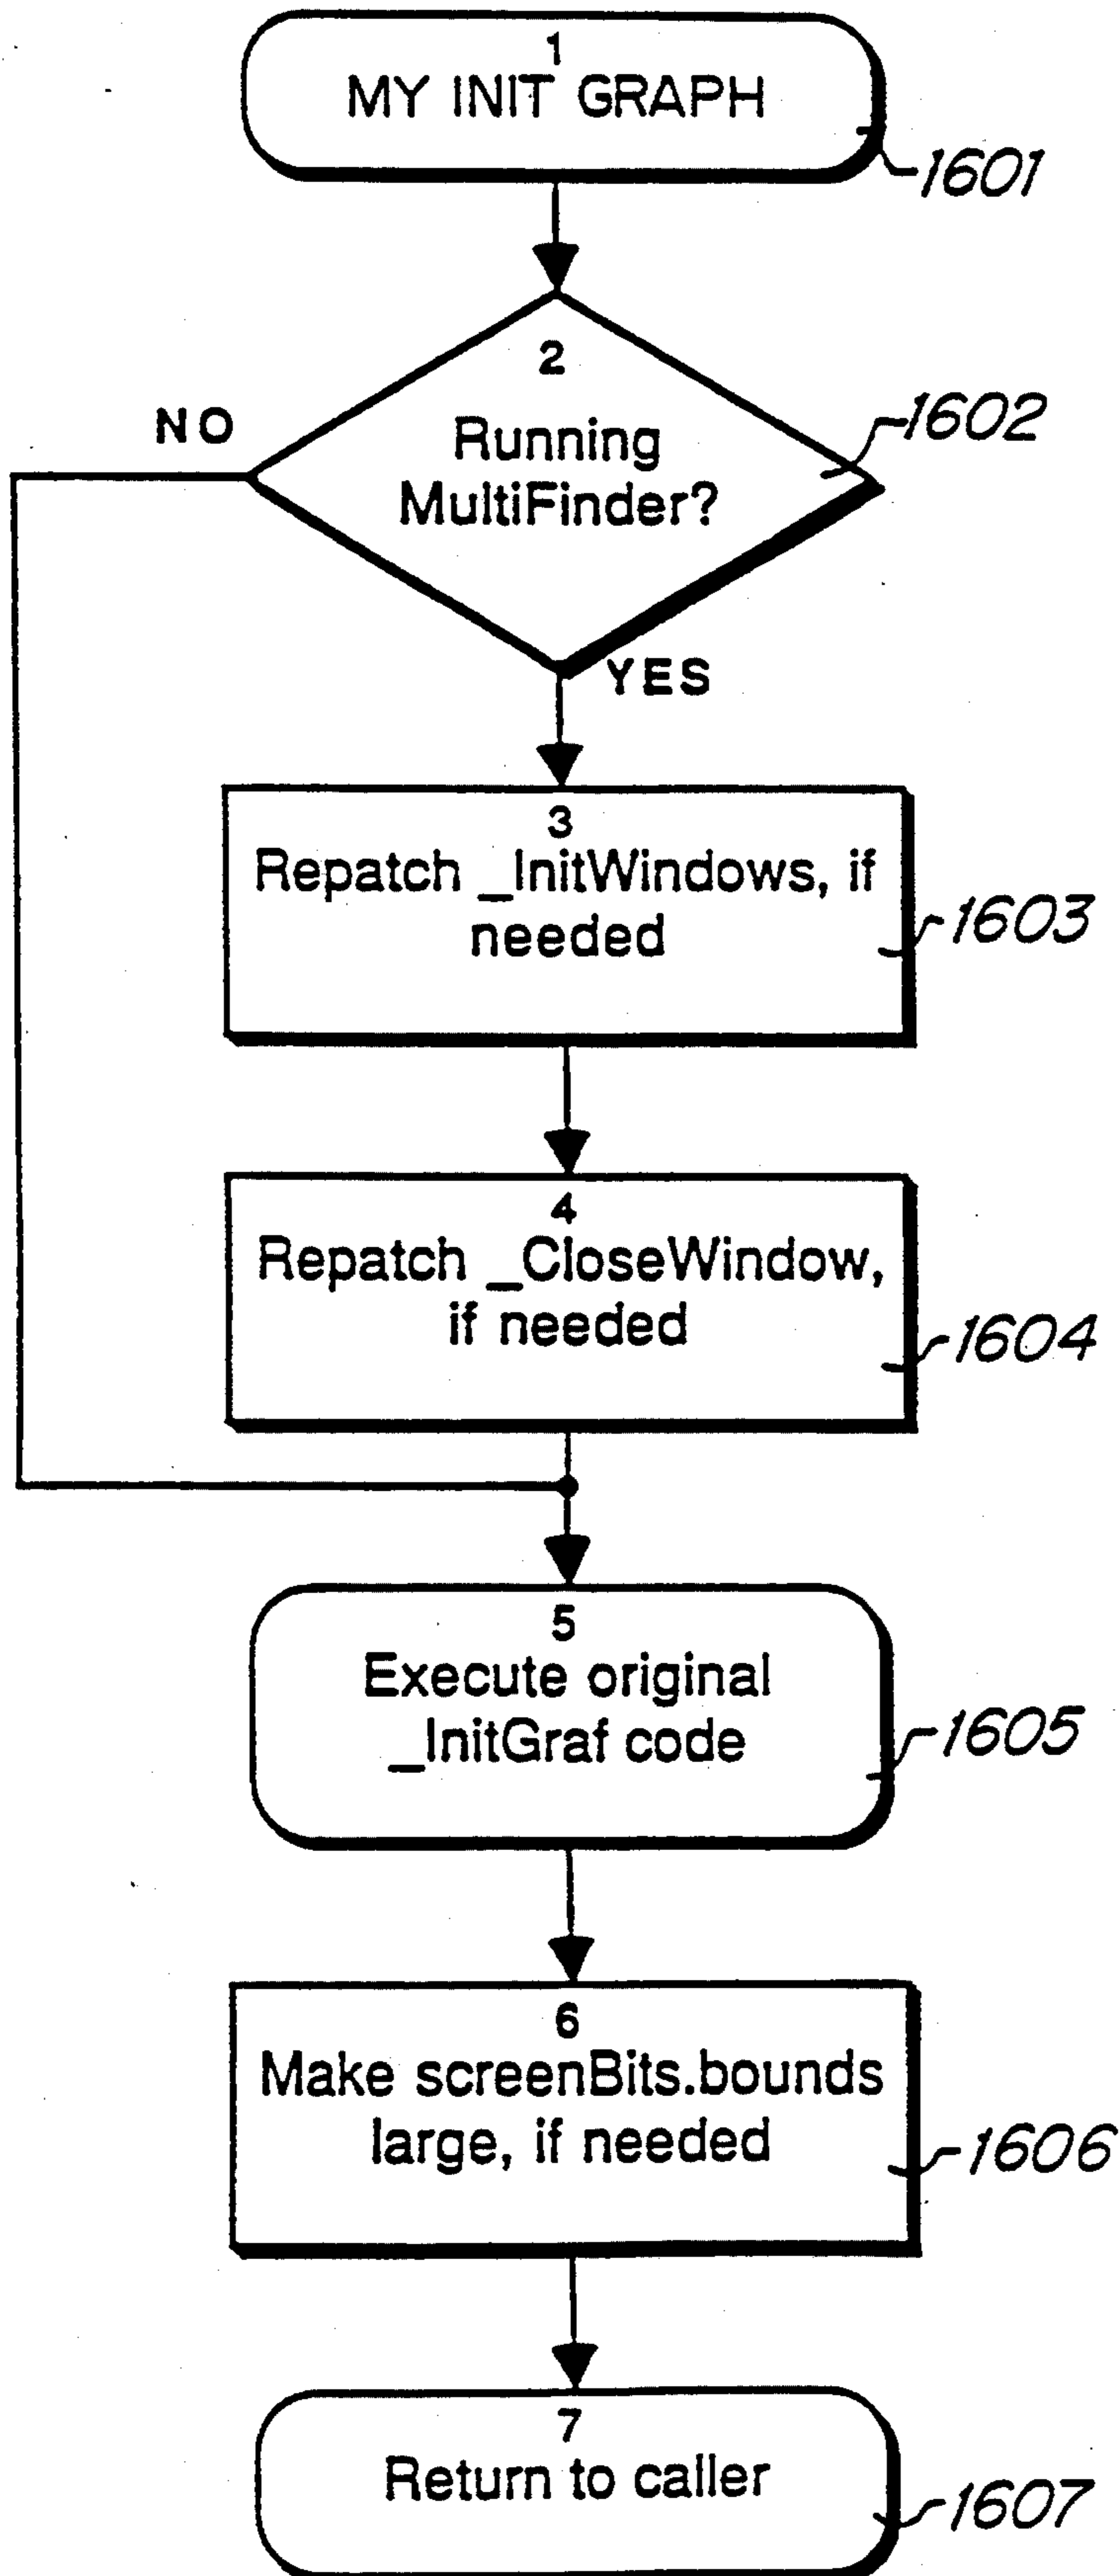 1
MY INIT GRAPH
1601
2
NO
1602
Running
MultiFinder?
YES
3
Repatch _InitWindows, if
needed
1603
4
Repatch _CloseWindow,
if needed
1604
5
Execute original
_InitGraf code
1605
6
Make screenBits.bounds
large, if needed
1606
7
Return to caller
1607